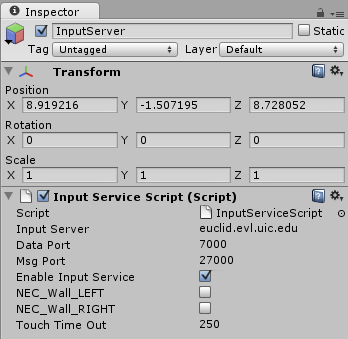 Inspector
InputServer Static
Tag Untagged Layer Default
Transform
Position
X 8.919216 Y -1.507195 Z 8.728052
Rotation
X 0 Y 0 Z 0
Scale
X 1 Y 1 Z 1
Input Service Script (Script)
Script InputServiceScript
Input Server euclid.evl.uic.edu
Data Port 7000
Msg Port 27000
Enable Input Service
NEC_Wall_LEFT
NEC_Wall_RIGHT
Touch Time Out 250